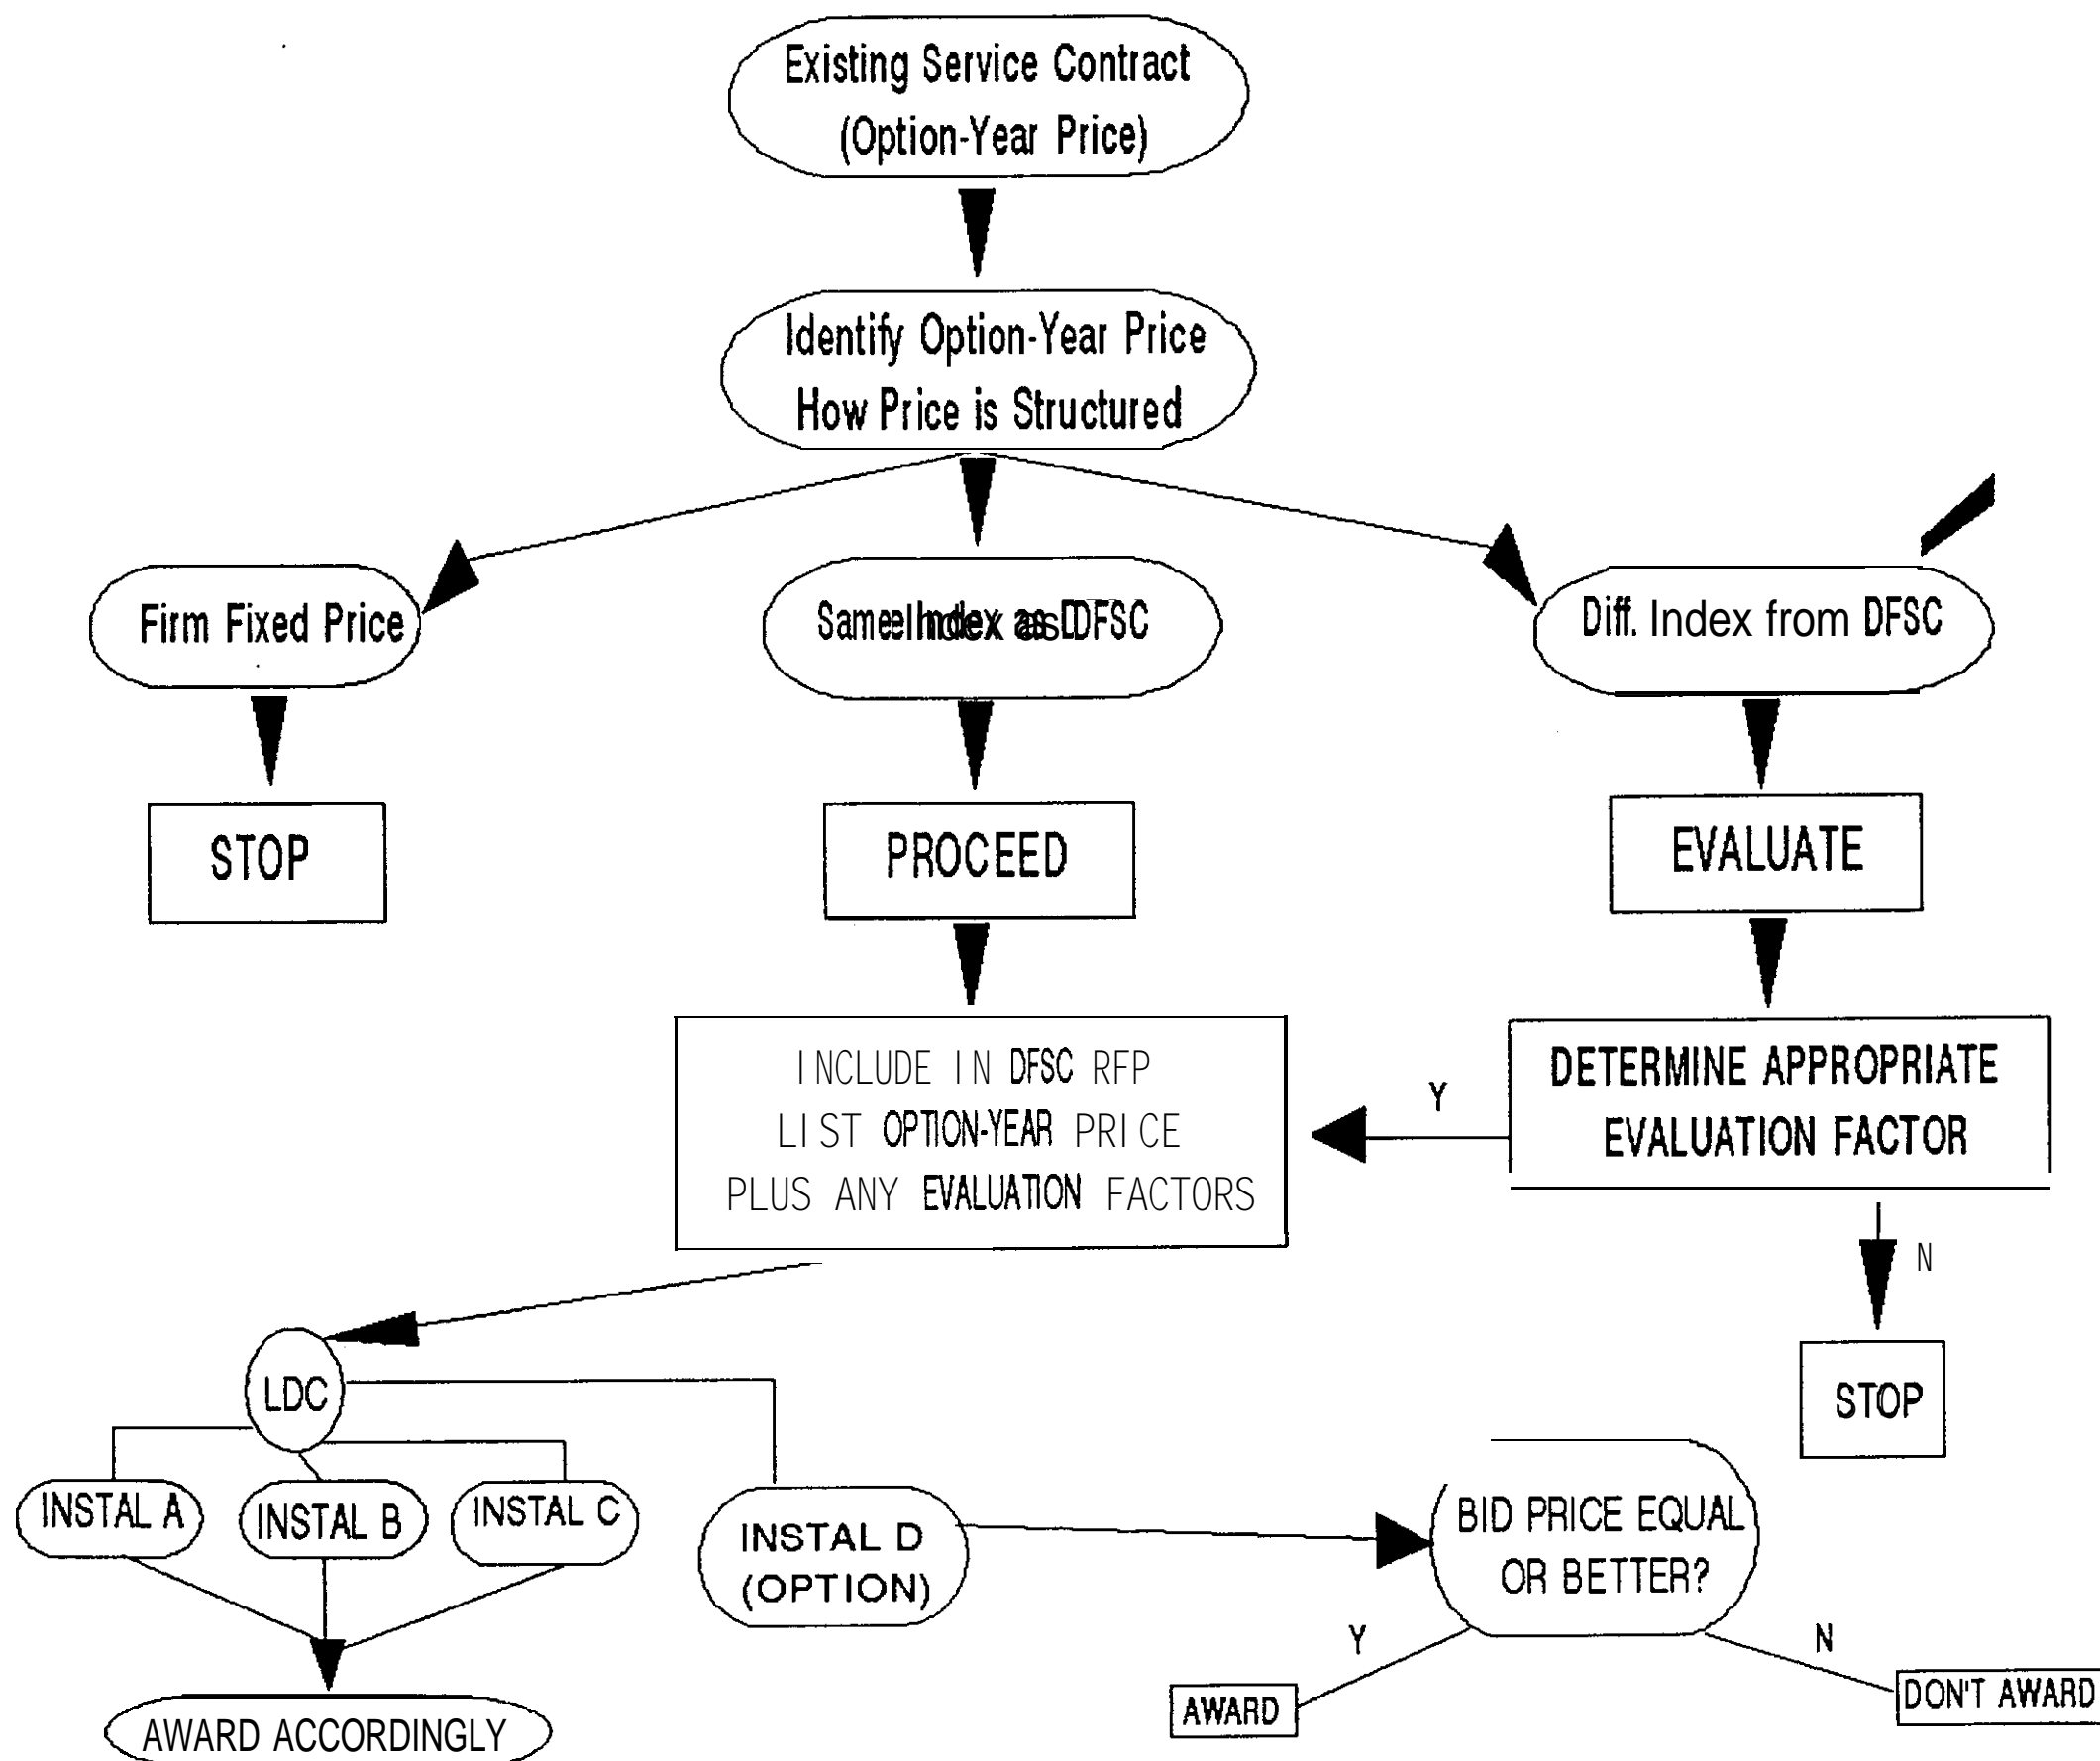 Existing Service Contract
(Option-Year Price)
Identify Option-Year Price
How Price is Structured
Firm Fixed Price
Same Index as DFSC
Diff. Index from DFSC
STOP
PROCEED
EVALUATE
INCLUDE IN DFSC RFP
LIST OPTION-YEAR PRICE
PLUS ANY EVALUATION FACTORS
Y
DETERMINE APPROPRIATE
EVALUATION FACTOR
N
STOP
LDC
INSTAL A
INSTAL B
INSTAL C
INSTAL D
(OPTION)
BID PRICE EQUAL
OR BETTER?
Y
N
AWARD
DON'T AWARD
AWARD ACCORDINGLY